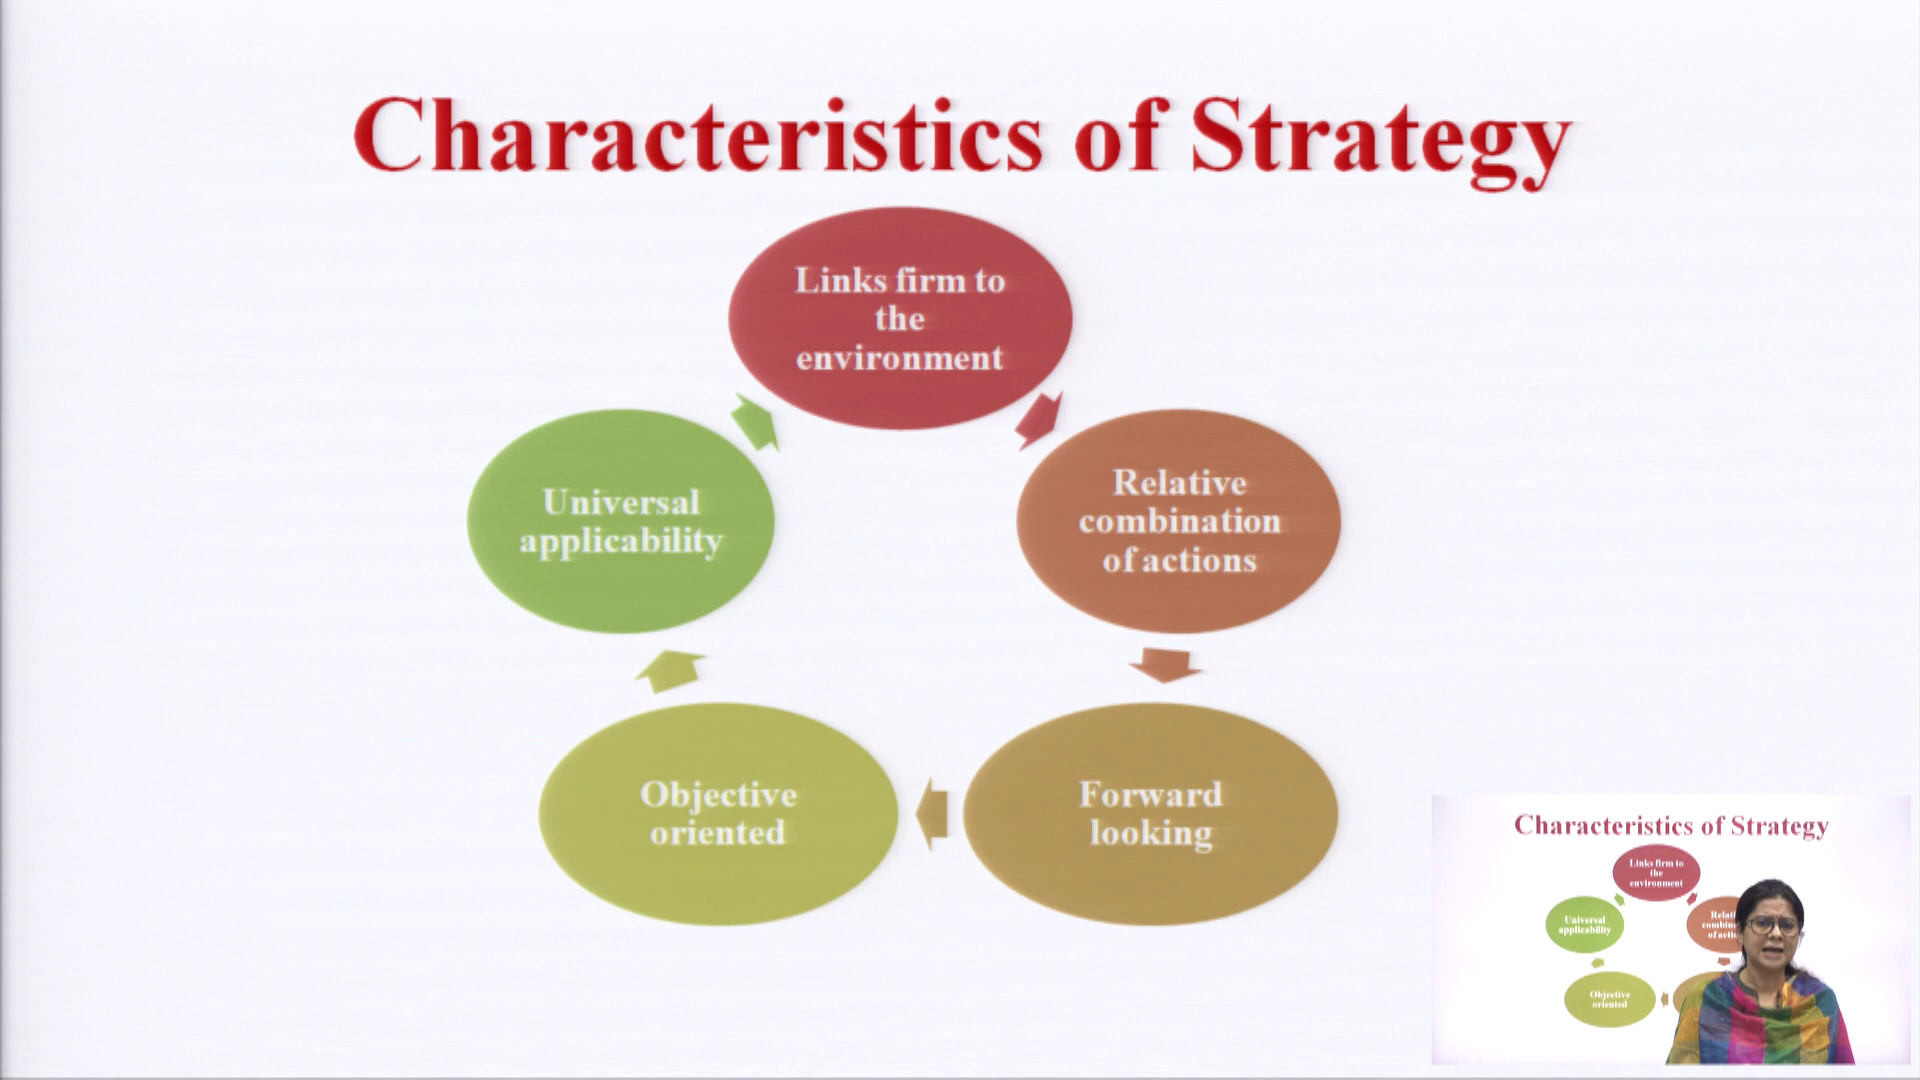 Characteristics of Strategy
Links firm to
the
environment
Relative
combination
of actions
Forward
looking
Objective
oriented
Universal
applicability
Characteristics of Strategy
Links firm to
the
environment
Universal
applicability
Objective
oriented